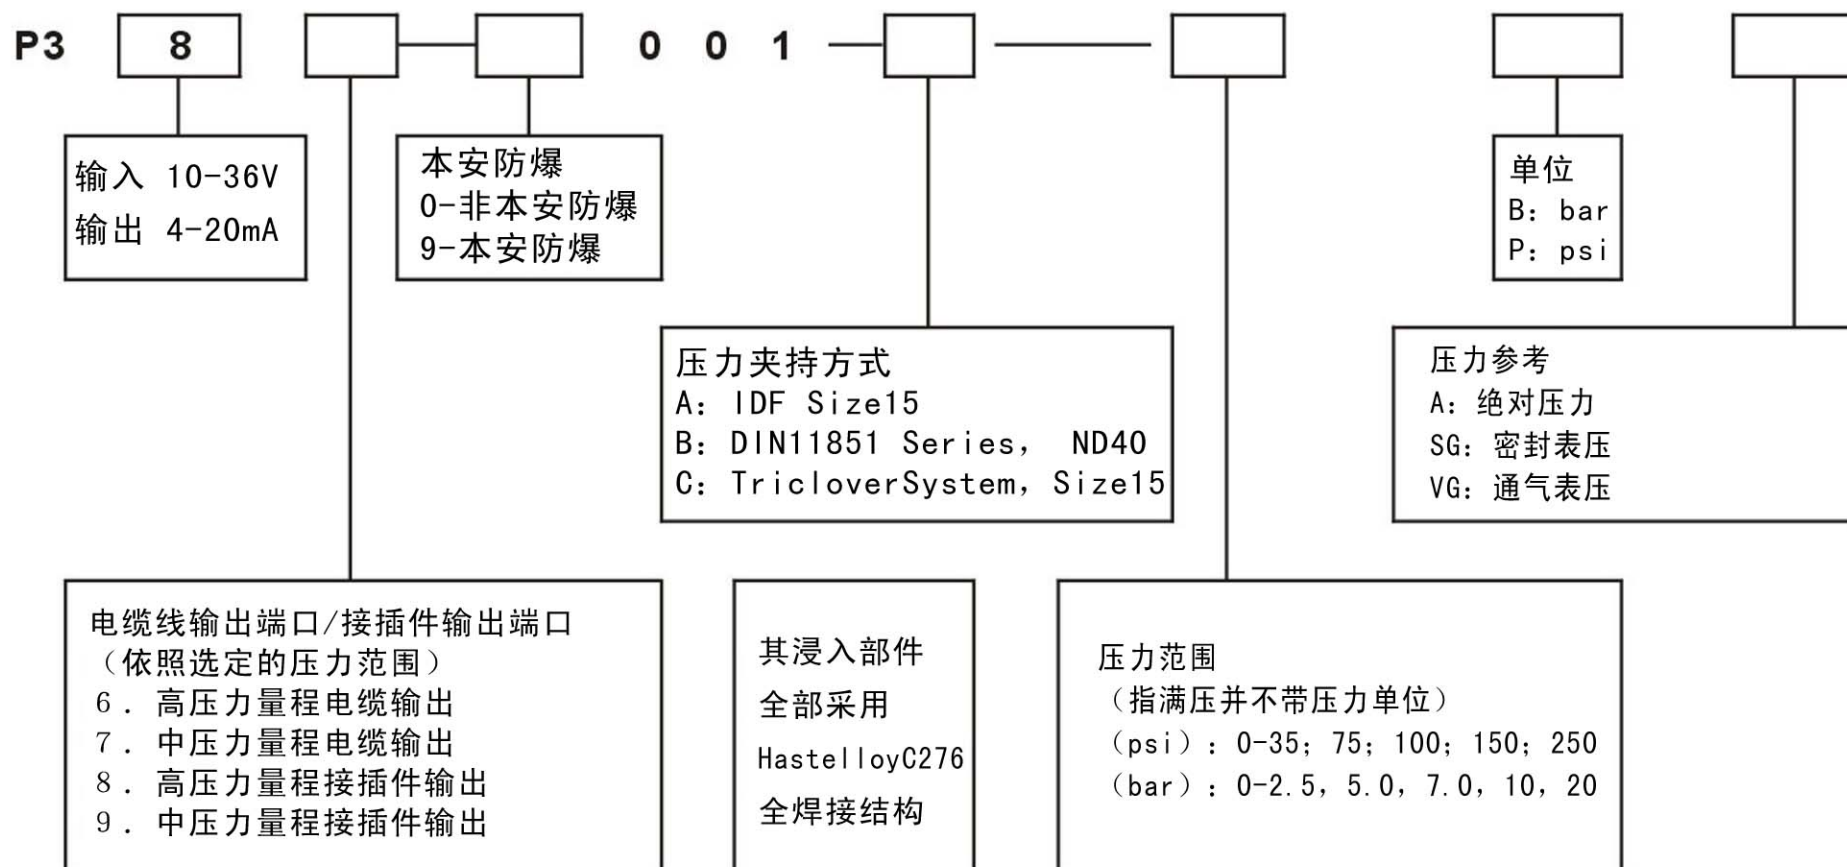 P3 8 0 0 1
输入 10-36V
输出 4-20mA
本安防爆
0-非本安防爆
9-本安防爆
单位
B: bar
P: psi
压力夹持方式
A: IDF Size15
B: DIN11851 Series, ND40
C: TricloverSystem, Size15
压力参考
A: 绝对压力
SG: 密封表压
VG: 通气表压
电缆线输出端口/接插件输出端口
（依照选定的压力范围）
6. 高压力量程电缆输出
7. 中压力量程电缆输出
8. 高压力量程接插件输出
9. 中压力量程接插件输出
其浸入部件
全部采用
HastelloyC276
全焊接结构
压力范围
（指满压并不带压力单位）
（psi）: 0-35; 75; 100; 150; 250
（bar）: 0-2.5, 5.0, 7.0, 10, 20